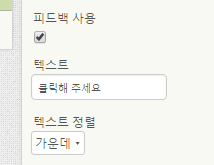 피드백 사용
텍스트
클릭해 주세요
텍스트 정렬
가운데